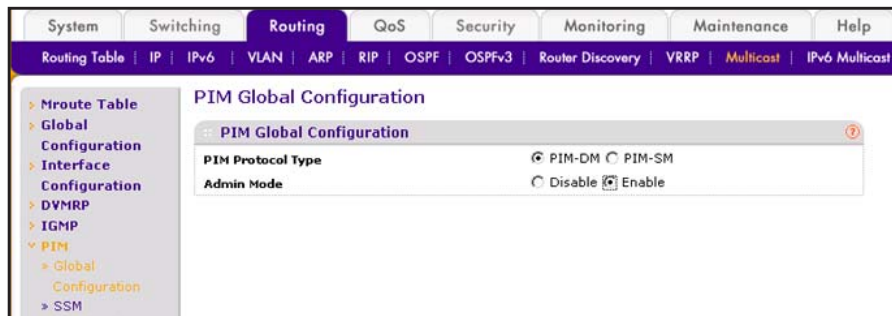 System Switching Routing QoS Security Monitoring Maintenance Help
Routing Table IP IPv6 VLAN ARP RIP OSPF OSPFv3 Router Discovery VRRP Multicast IPv6 Multicast
Mroute Table
Global
Configuration
Interface
Configuration
DVMRP
IGMP
PIM
Global
Configuration
SSM
PIM Global Configuration
PIM Global Configuration
PIM Protocol Type PIM-DM PIM-SM
Admin Mode Disable Enable